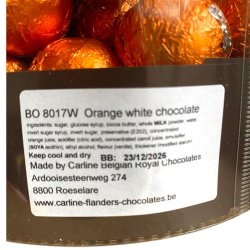 BO 8017W Orange white chocolate
Ingredients: sugar, glucose syrup, cocoa butter, whole MILK powder, water
invert sugar syrup, invert sugar, preservative (E202), concentrated
orange juice, acidifier (citric acid), concentrated carrot juice, emulsifier
(SOYA lecithin), ethyl alcohol, flavour (vanilla), thickener (modified starch)
Keep cool and dry BB: 23/12/2026
Made by Carline Belgian Royal Chocolates
Ardooisesteenweg 274
8800 Roeselare
www.carline-flanders-chocolates.be